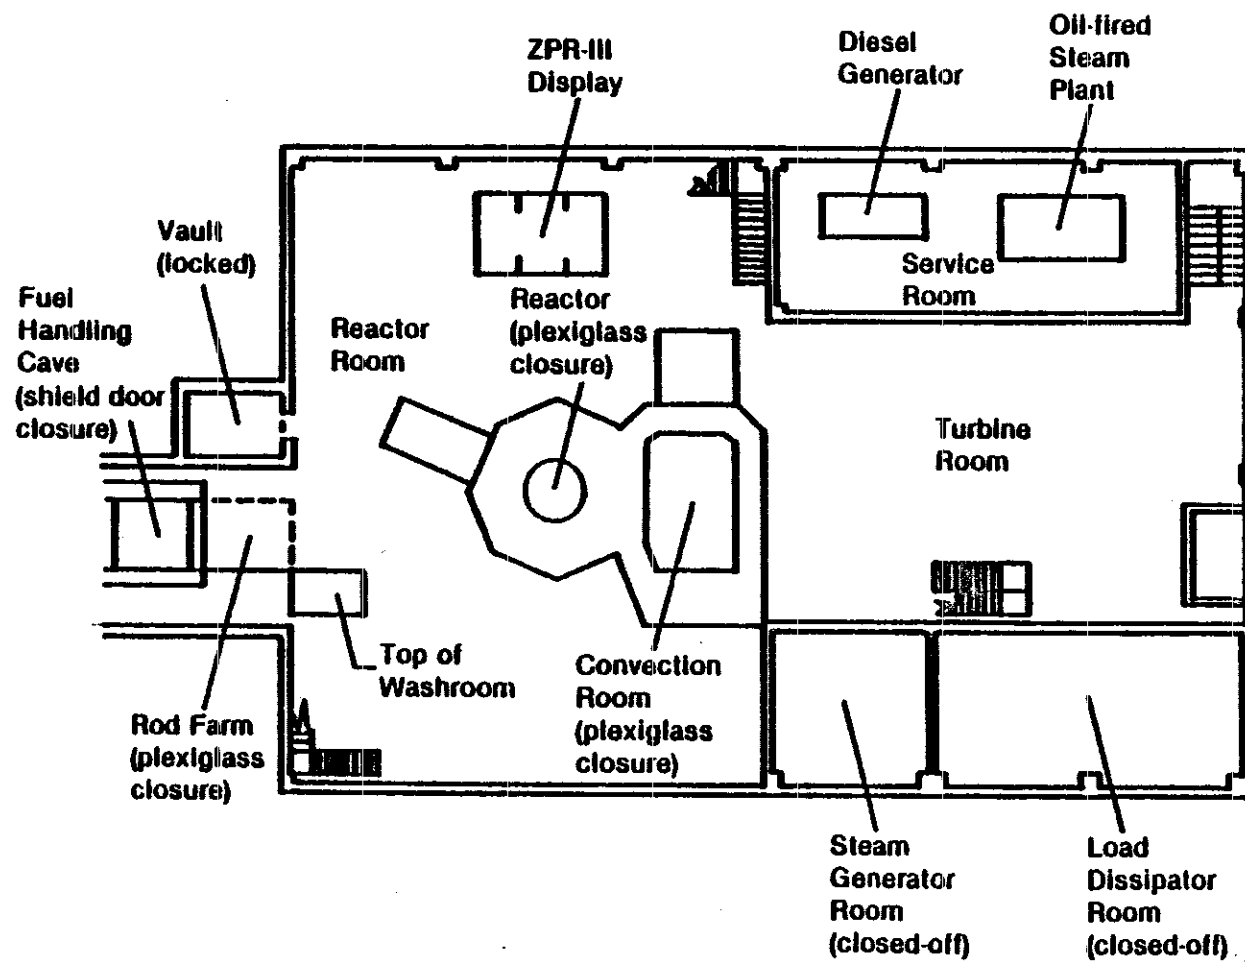 ZPR-III
Display
Diesel
Generator
Oil-fired
Steam
Plant
Vault
(locked)
Fuel
Handling
Cave
(shield door
closure)
Reactor
Room
Reactor
(plexiglass
closure)
Service
Room
Turbine
Room
Top of
Washroom
Rod Farm
(plexiglass
closure)
Convection
Room
(plexiglass
closure)
Steam
Generator
Room
(closed-off)
Load
Dissipator
Room
(closed-off)